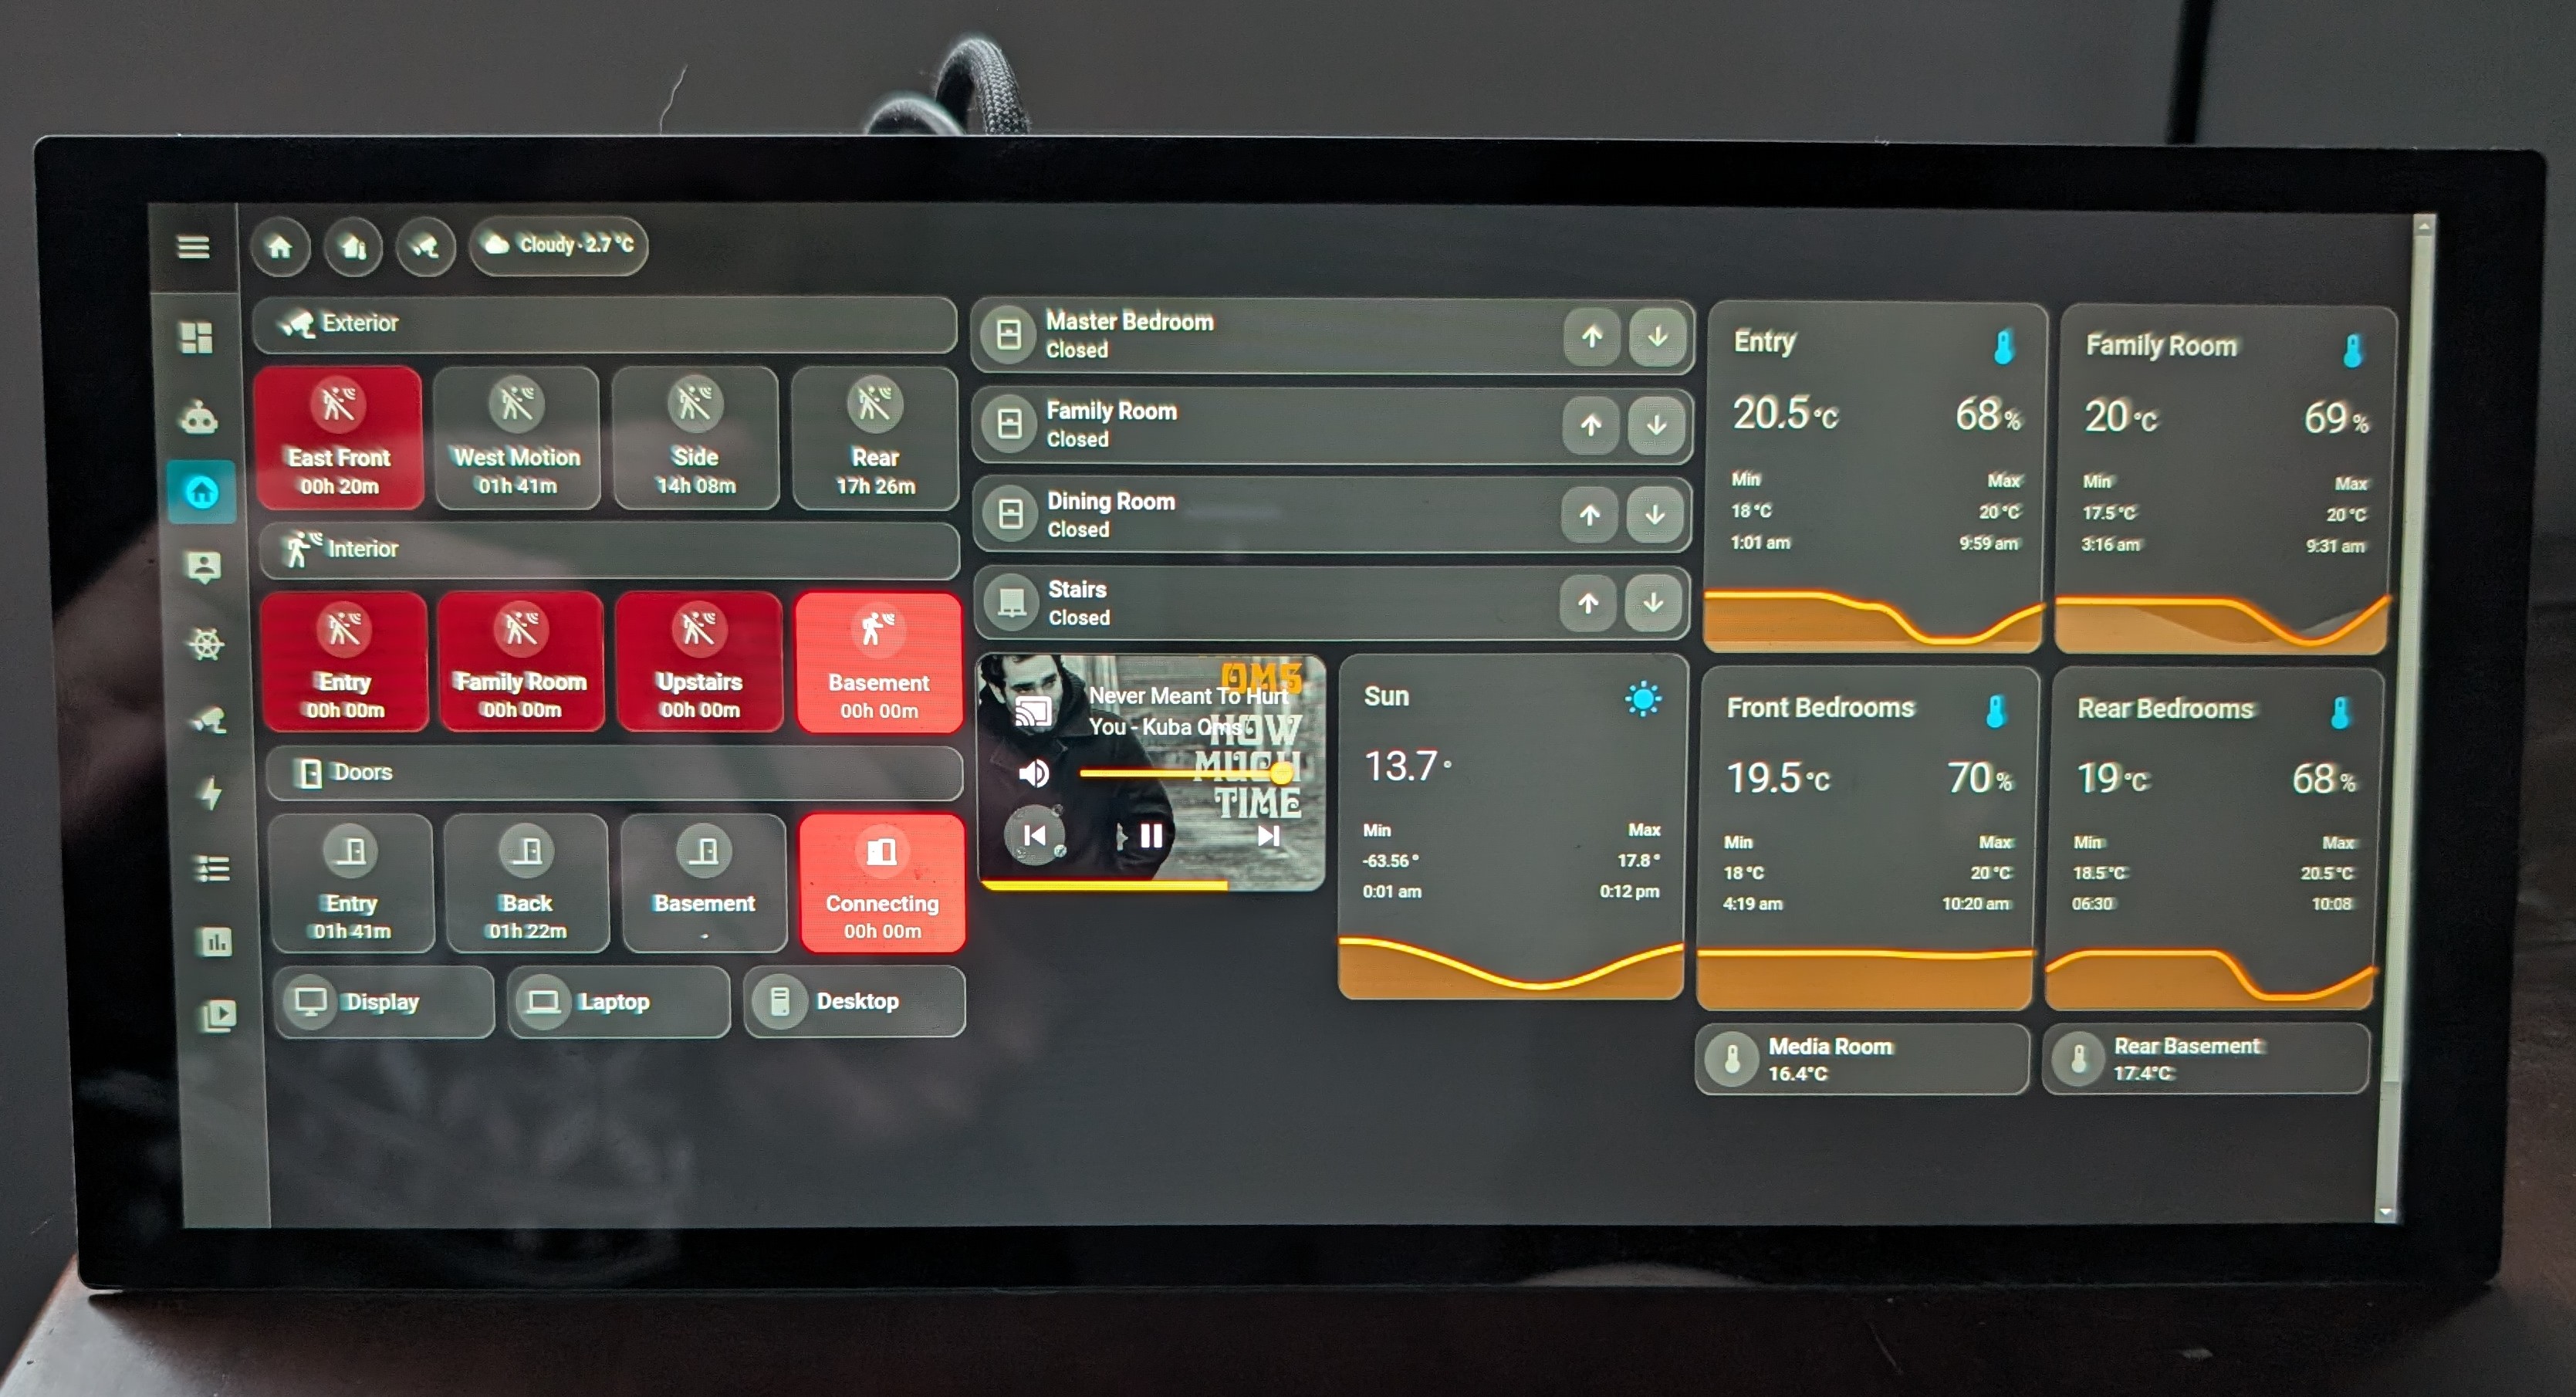 Cloudy · 2.7 °C
Exterior
East Front
00h 20m
West Motion
01h 41m
Side
14h 08m
Rear
17h 26m
Interior
Entry
00h 00m
Family Room
00h 00m
Upstairs
00h 00m
Basement
00h 00m
Doors
Entry
01h 41m
Back
01h 22m
Basement
-
Connecting
00h 00m
Display
Laptop
Desktop
Master Bedroom
Closed
Family Room
Closed
Dining Room
Closed
Stairs
Closed
OMS
Never Meant To Hurt
You - Kuba Oms
HOW
MUCH
TIME
Sun
13.7°
Min
Max
-63.56°
17.8°
0:01 am
0:12 pm
Entry
20.5°C
68%
Min
Max
18°C
20°C
1:01 am
9:59 am
Family Room
20°C
69%
Min
Max
17.5°C
20°C
3:16 am
9:31 am
Front Bedrooms
19.5°C
70%
Min
Max
18°C
20°C
4:19 am
10:20 am
Rear Bedrooms
19°C
68%
Min
Max
18.5°C
20.5°C
06:30
10:08
Media Room
16.4°C
Rear Basement
17.4°C